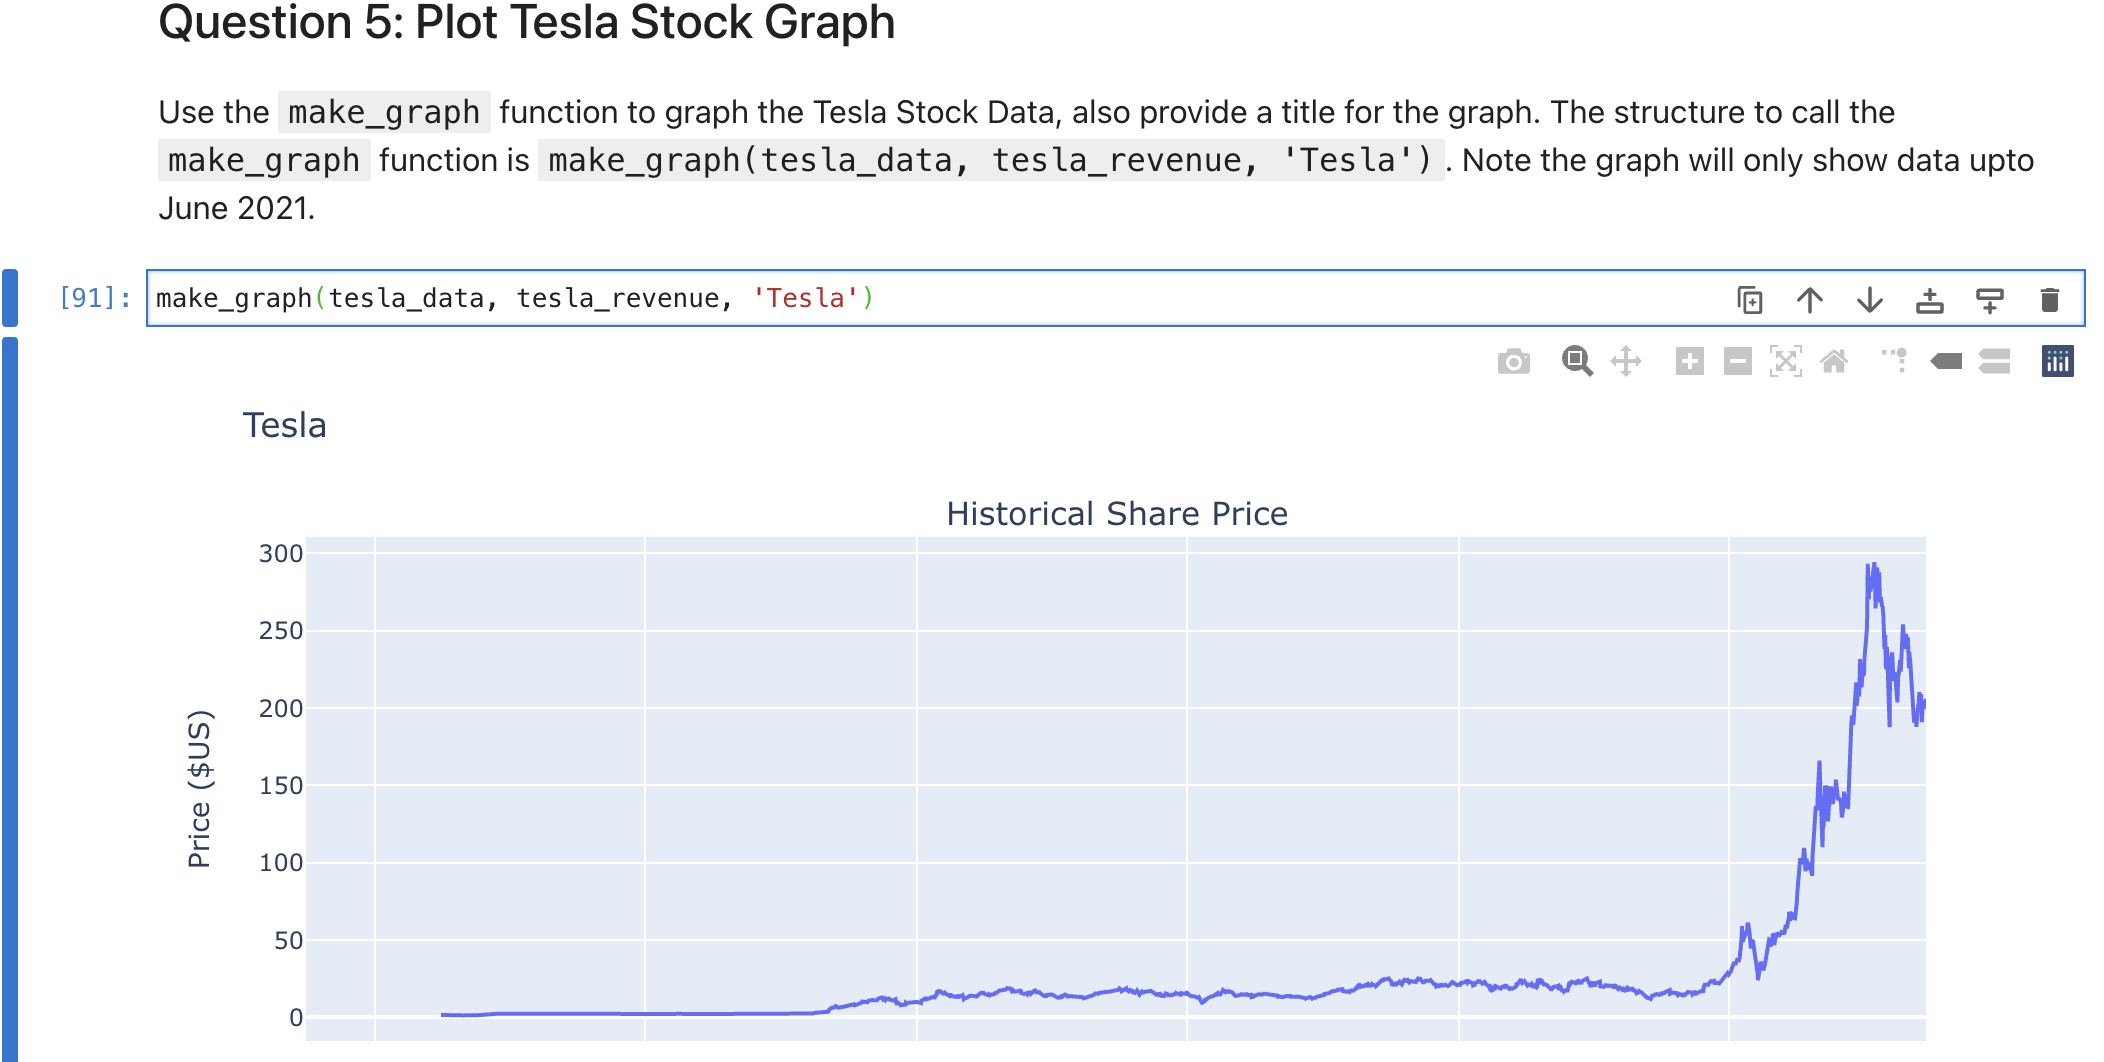 Question 5: Plot Tesla Stock Graph
Use the make_graph function to graph the Tesla Stock Data, also provide a title for the graph. The structure to call the
make_graph function is make_graph(tesla_data, tesla_revenue, 'Tesla'). Note the graph will only show data upto
June 2021.
[91]: make_graph(tesla_data, tesla_revenue, 'Tesla')
Tesla
Historical Share Price
300
250
200
150
100
50
0
Price ($US)